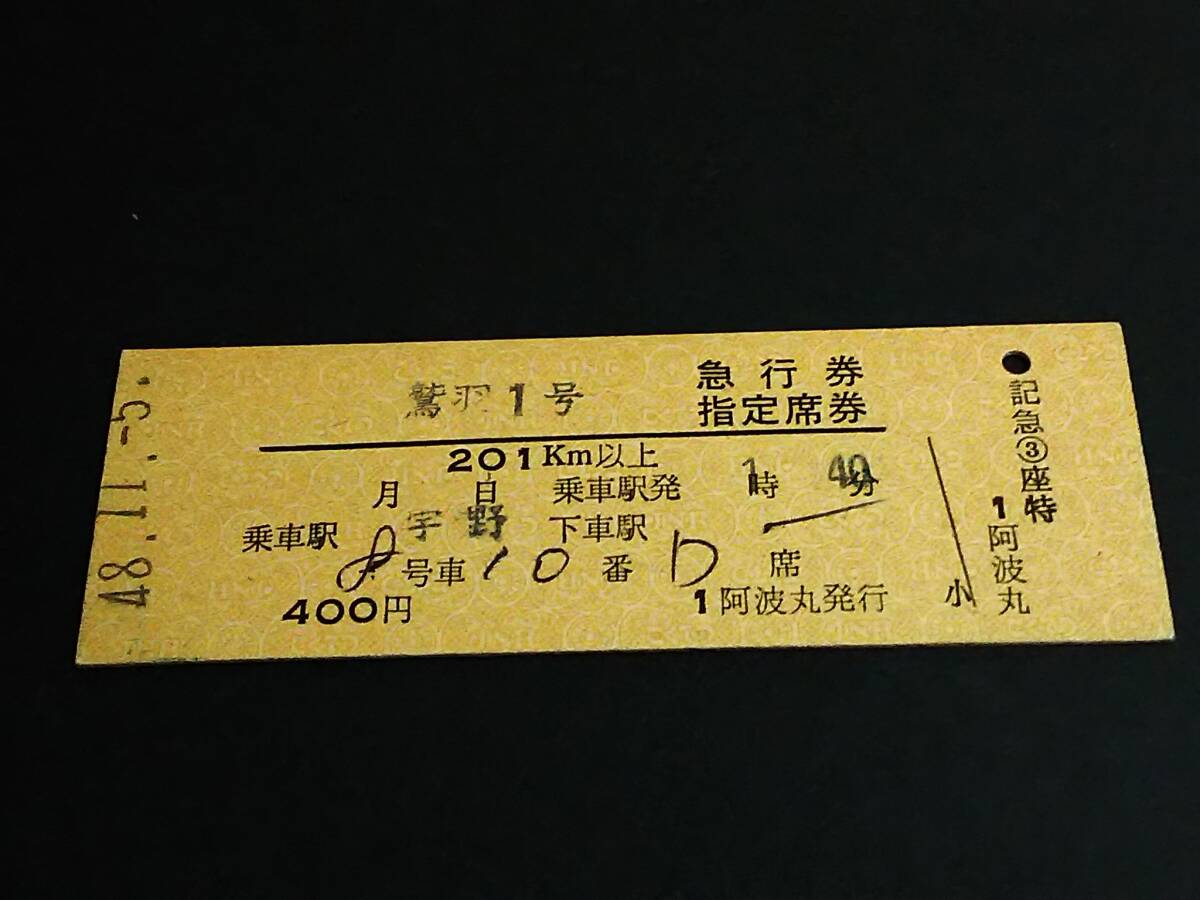 48.11.-5.
鷲羽1号
急行券
指定席券
201Km以上
月 日 乗車駅発 1時40分
乗車駅 宇野 下車駅
8号車10番D席
400円 1阿波丸発行
小
記急③座特
1阿波丸